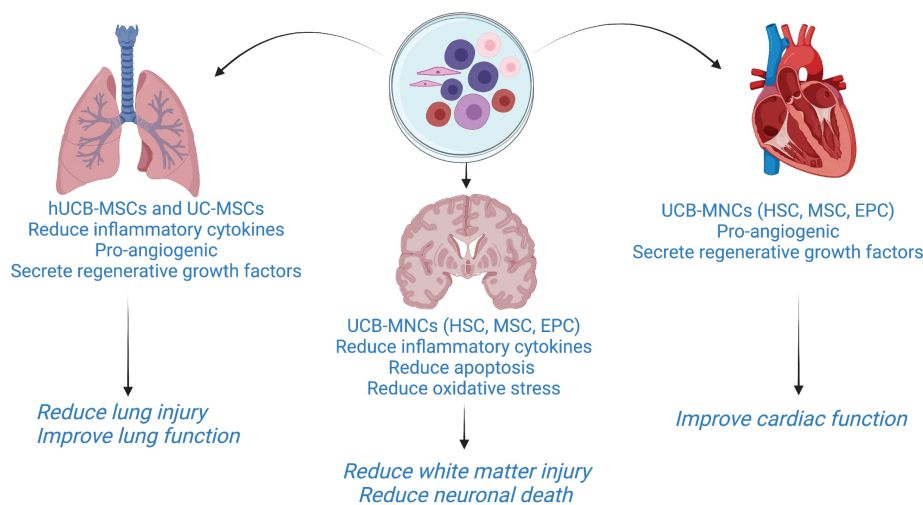 hUCB-MSCs and UC-MSCs
Reduce inflammatory cytokines
Pro-angiogenic
Secrete regenerative growth factors
Reduce lung injury
Improve lung function
UCB-MNCs (HSC, MSC, EPC)
Reduce inflammatory cytokines
Reduce apoptosis
Reduce oxidative stress
Reduce white matter injury
Reduce neuronal death
UCB-MNCs (HSC, MSC, EPC)
Pro-angiogenic
Secrete regenerative growth factors
Improve cardiac function